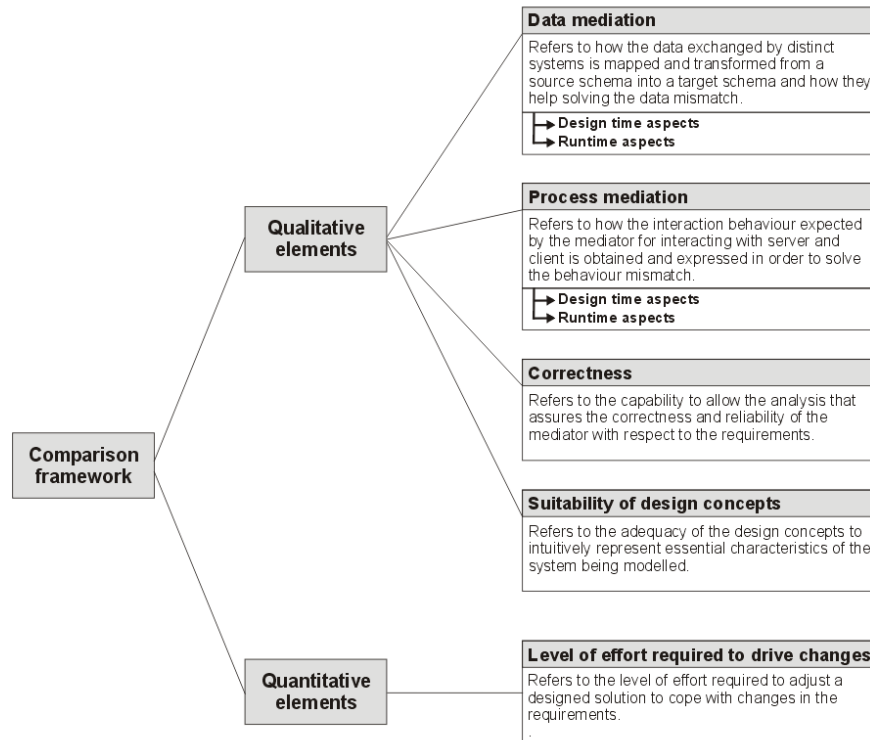 Comparison
framework
Qualitative
elements
Data mediation
Refers to how the data exchanged by distinct
systems is mapped and transformed from a
source schema into a target schema and how they
help solving the data mismatch.
Design time aspects
Runtime aspects
Process mediation
Refers to how the interaction behaviour expected
by the mediator for interacting with server and
client is obtained and expressed in order to solve
the behaviour mismatch.
Design time aspects
Runtime aspects
Correctness
Refers to the capability to allow the analysis that
assures the correctness and reliability of the
mediator with respect to the requirements.
Suitability of design concepts
Refers to the adequacy of the design concepts to
intuitively represent essential characteristics of the
system being modelled.
Quantitative
elements
Level of effort required to drive changes
Refers to the level of effort required to adjust a
designed solution to cope with changes in the
requirements.
.